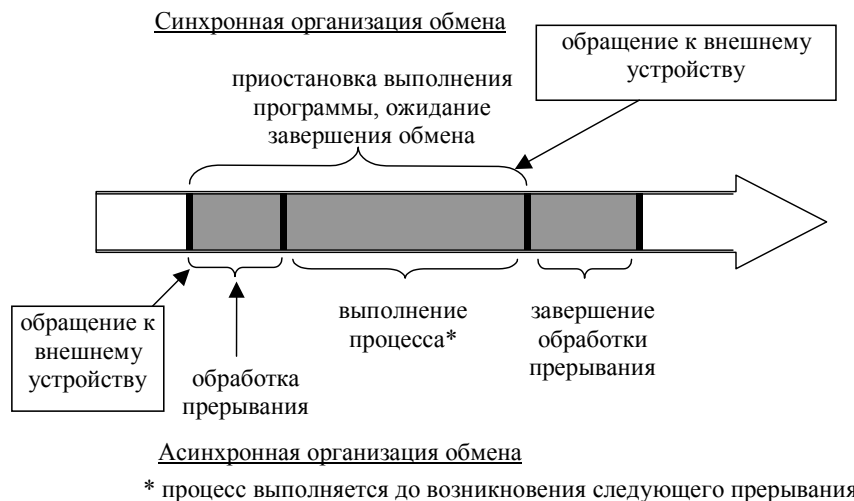 Синхронная организация обмена
обращение к внешнему
устройству
приостановка выполнения
программы, ожидание
завершения обмена
обращение к
внешнему
устройству
обработка
прерывания
выполнение
процесса*
завершение
обработки
прерывания
Асинхронная организация обмена
* процесс выполняется до возникновения следующего прерывания